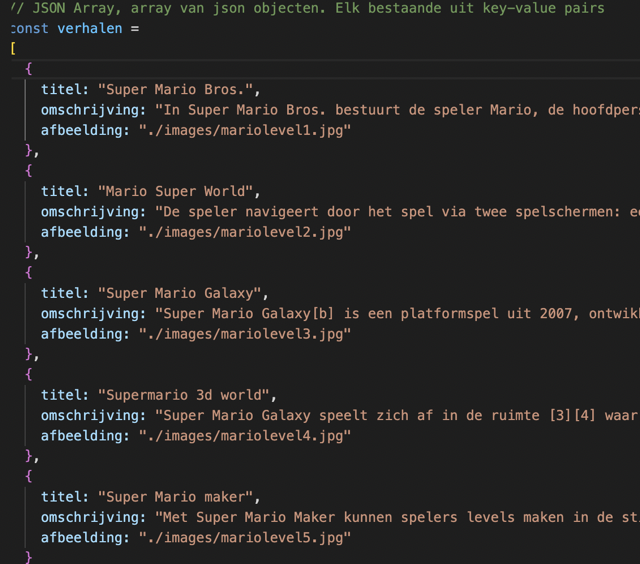 // JSON Array, array van json objecten. Elk bestaande uit key-value pairs
const verhalen =
[
{
titel: "Super Mario Bros.",
omschrijving: "In Super Mario Bros. bestuurt de speler Mario, de hoofdpers
afbeelding: "./images/mariolevel1.jpg"
},
{
titel: "Mario Super World",
omschrijving: "De speler navigeert door het spel via twee spelschermen: e
afbeelding: "./images/mariolevel2.jpg"
},
{
titel: "Super Mario Galaxy",
omschrijving: "Super Mario Galaxy[b] is een platformspel uit 2007, ontwik
afbeelding: "./images/mariolevel3.jpg"
},
{
titel: "Supermario 3d world",
omschrijving: "Super Mario Galaxy speelt zich af in de ruimte [3][4] waar
afbeelding: "./images/mariolevel4.jpg"
},
{
titel: "Super Mario maker",
omschrijving: "Met Super Mario Maker kunnen spelers levels maken in de st
afbeelding: "./images/mariolevel5.jpg"
}